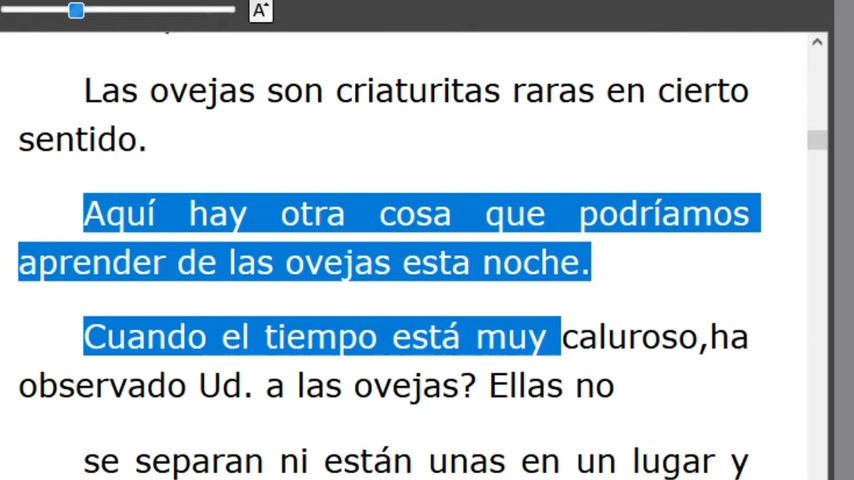 A
Las ovejas son criaturitas raras en cierto
sentido.
Aquí hay otra cosa que podríamos
aprender de las ovejas esta noche.
Cuando el tiempo está muy caluroso,ha
observado Ud. a las ovejas? Ellas no
se separan ni están unas en un lugar y